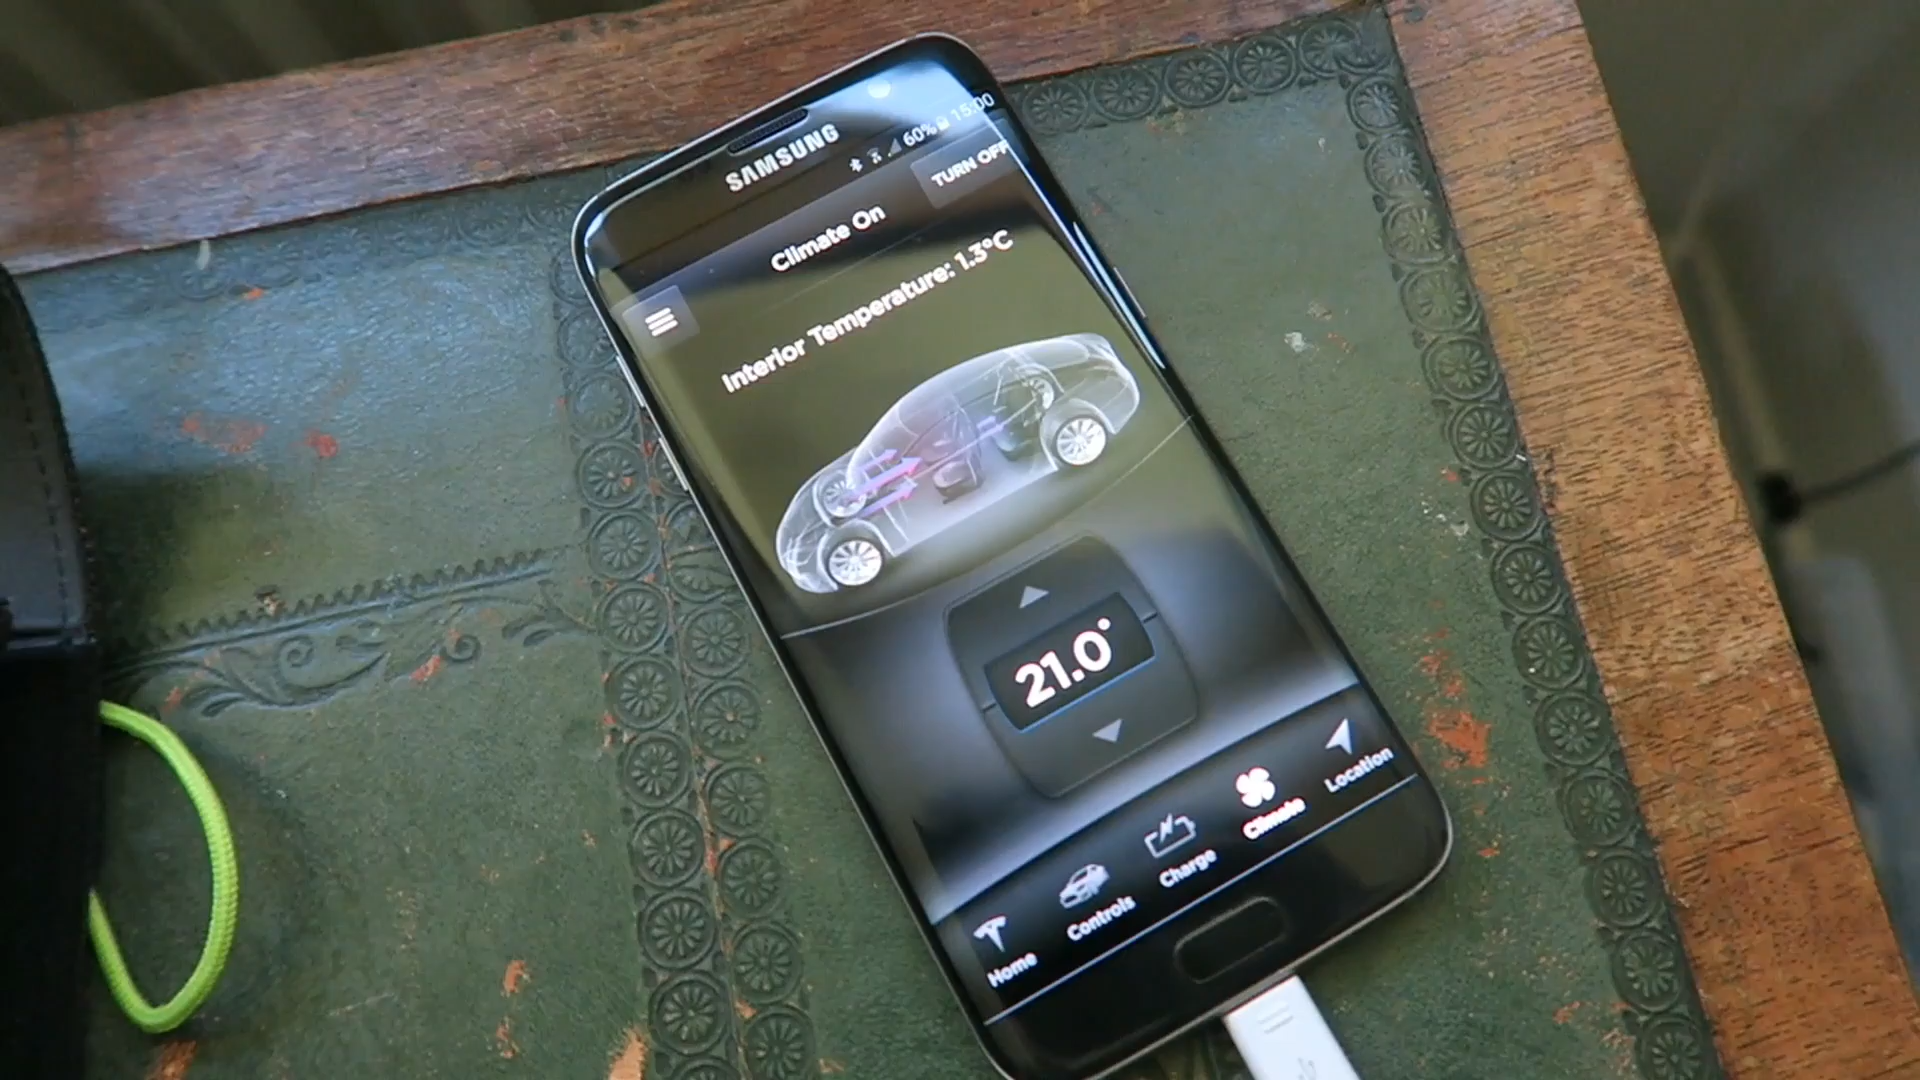 SAMSUNG
60% 15:00
TURN OFF
Climate On
Interior Temperature: 1.3°C
21.0°
Home
Controls
Charge
Climate
Location